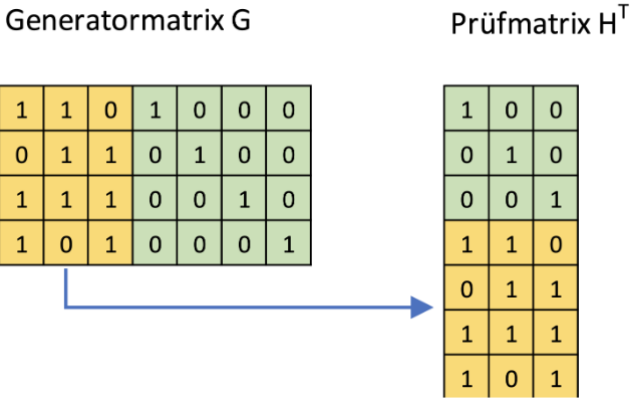 Generatormatrix G
1 1 0 1 0 0 0
0 1 1 0 1 0 0
1 1 1 0 0 1 0
1 0 1 0 0 0 1
Prüfmatrix Hᵀ
1 0 0
0 1 0
0 0 1
1 1 0
0 1 1
1 1 1
1 0 1